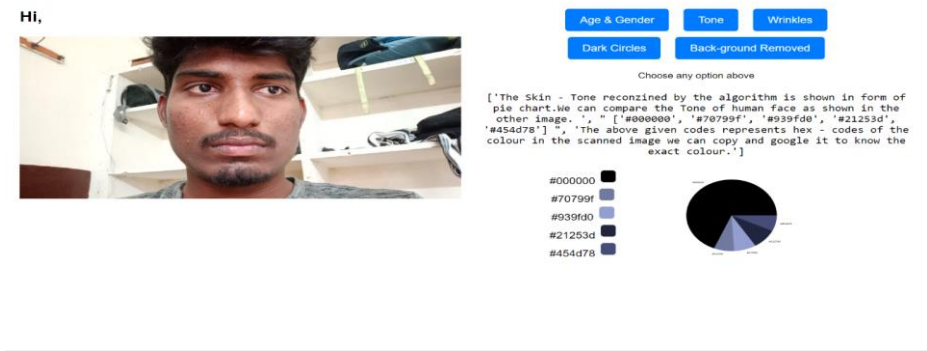 Hi,
Age & Gender
Tone
Wrinkles
Dark Circles
Back-ground Removed
Choose any option above
['The Skin - Tone reconzined by the algorithm is shown in form of
pie chart.We can compare the Tone of human face as shown in the
other image. ', " ['#000000', '#70799f', '#939fd0', '#21253d',
'#454d78'] ", 'The above given codes represents hex - codes of the
colour in the scanned image we can copy and google it to know the
exact colour.']
#000000
#70799f
#939fd0
#21253d
#454d78